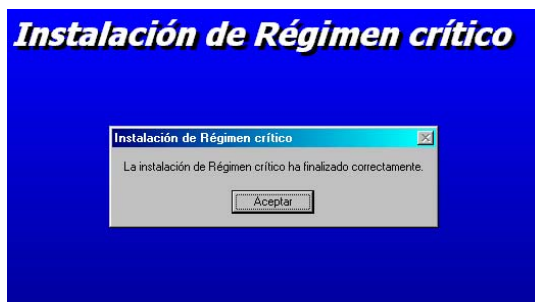 Instalación de Régimen crítico
Instalación de Régimen crítico
La instalación de Régimen crítico ha finalizado correctamente.
Aceptar